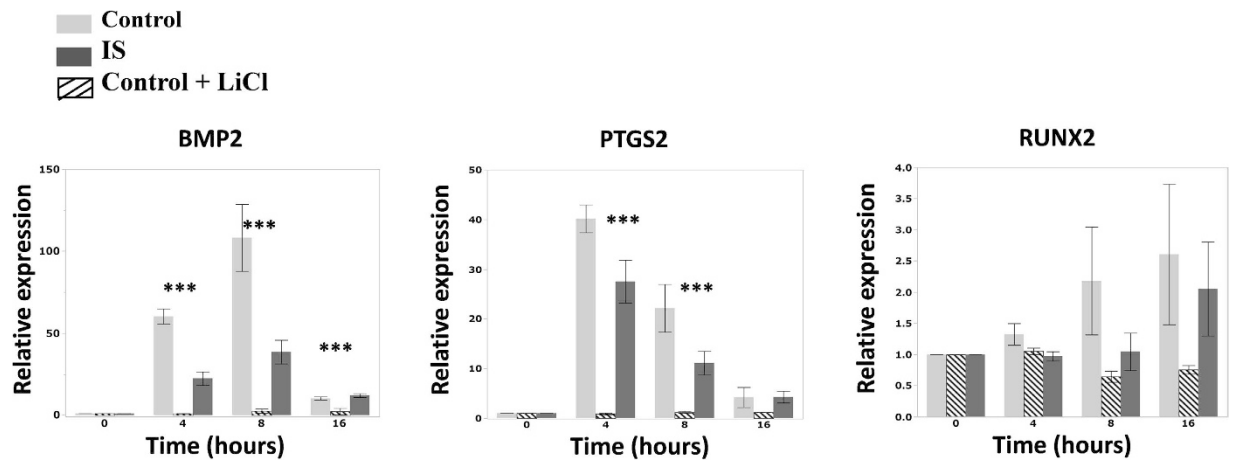 Control
IS
Control + LiCl
BMP2
Relative expression
150
100
50
0
***
***
***
0 4 8 16
Time (hours)
PTGS2
Relative expression
50
40
30
20
10
0
***
***
0 4 8 16
Time (hours)
RUNX2
Relative expression
4.0
3.5
3.0
2.5
2.0
1.5
1.0
0.5
0.0
0 4 8 16
Time (hours)